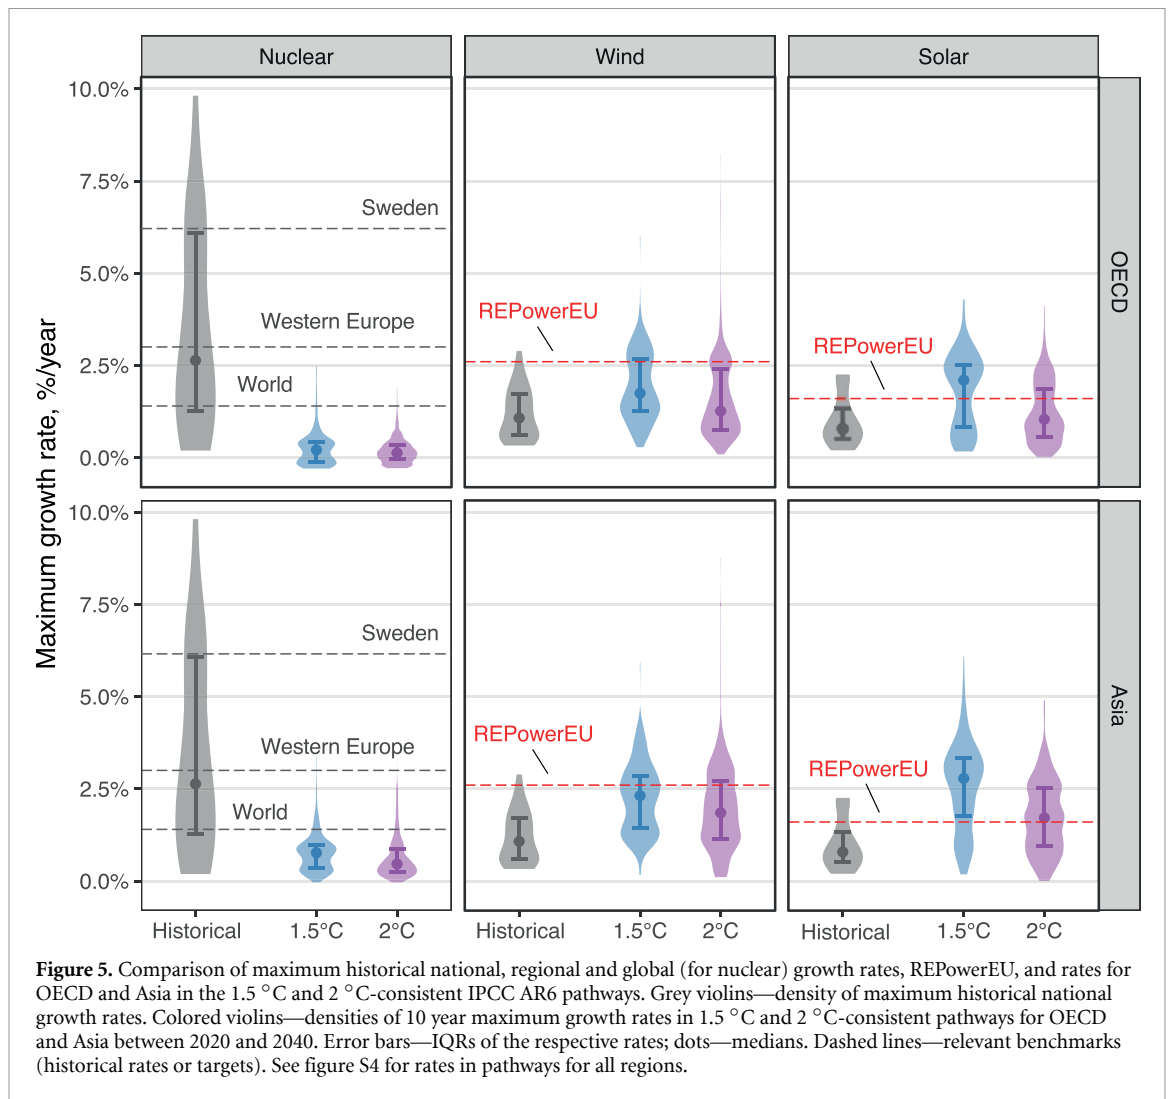 Nuclear
Wind
Solar
Maximum growth rate, %/year
10.0%
7.5%
5.0%
2.5%
0.0%
Sweden
Western Europe
World
REPowerEU
REPowerEU
OECD
10.0%
7.5%
5.0%
2.5%
0.0%
Sweden
Western Europe
World
REPowerEU
REPowerEU
Asia
Historical
1.5°C
2°C
Historical
1.5°C
2°C
Historical
1.5°C
2°C
Figure 5. Comparison of maximum historical national, regional and global (for nuclear) growth rates, REPowerEU, and rates for
OECD and Asia in the 1.5 °C and 2 °C-consistent IPCC AR6 pathways. Grey violins—density of maximum historical national
growth rates. Colored violins—densities of 10 year maximum growth rates in 1.5 °C and 2 °C-consistent pathways for OECD
and Asia between 2020 and 2040. Error bars—IQRs of the respective rates; dots—medians. Dashed lines—relevant benchmarks
(historical rates or targets). See figure S4 for rates in pathways for all regions.